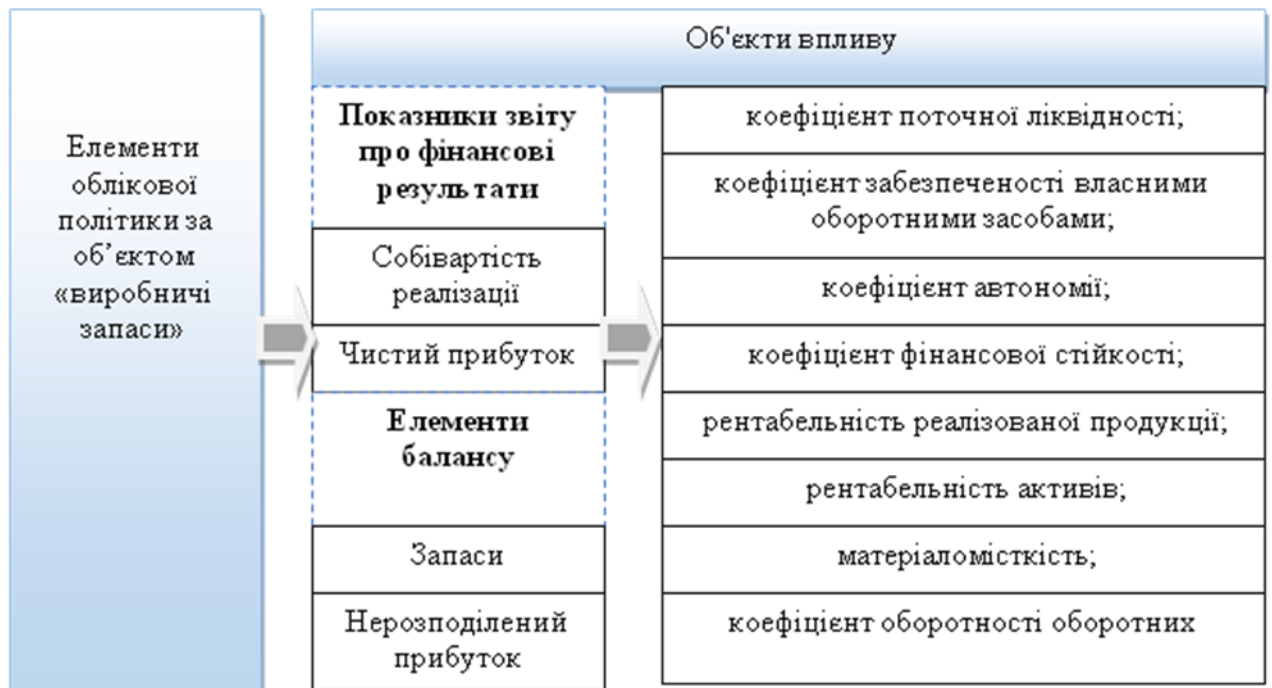 Елементи
облікової
політики за
об’єктом
«виробничі
запаси»
Об'єкти впливу
Показники звіту
про фінансові
результати
Собівартість
реалізації
Чистий прибуток
Елементи
балансу
Запаси
Нерозподілений
прибуток
коефіцієнт поточної ліквідності;
коефіцієнт забезпеченості власними
оборотними засобами;
коефіцієнт автономії;
коефіцієнт фінансової стійкості;
рентабельність реалізованої продукції;
рентабельність активів;
матеріаломісткість;
коефіцієнт оборотності оборотних